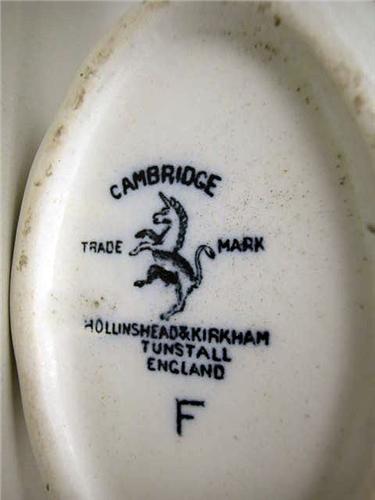 CAMBRIDGE
TRADE MARK
HOLLINSHEAD&KIRKHAM
TUNSTALL
ENGLAND
F